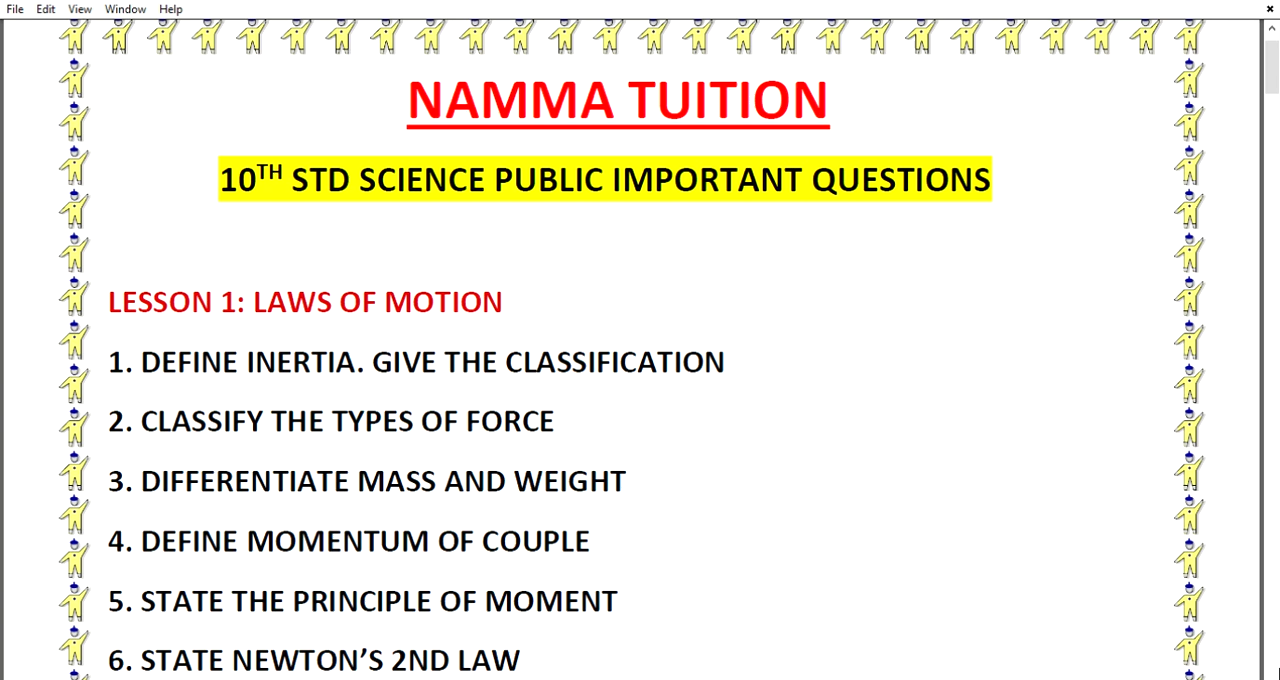 File Edit View Window Help
NAMMA TUITION
10TH STD SCIENCE PUBLIC IMPORTANT QUESTIONS
LESSON 1: LAWS OF MOTION
1. DEFINE INERTIA. GIVE THE CLASSIFICATION
2. CLASSIFY THE TYPES OF FORCE
3. DIFFERENTIATE MASS AND WEIGHT
4. DEFINE MOMENTUM OF COUPLE
5. STATE THE PRINCIPLE OF MOMENT
6. STATE NEWTON’S 2ND LAW